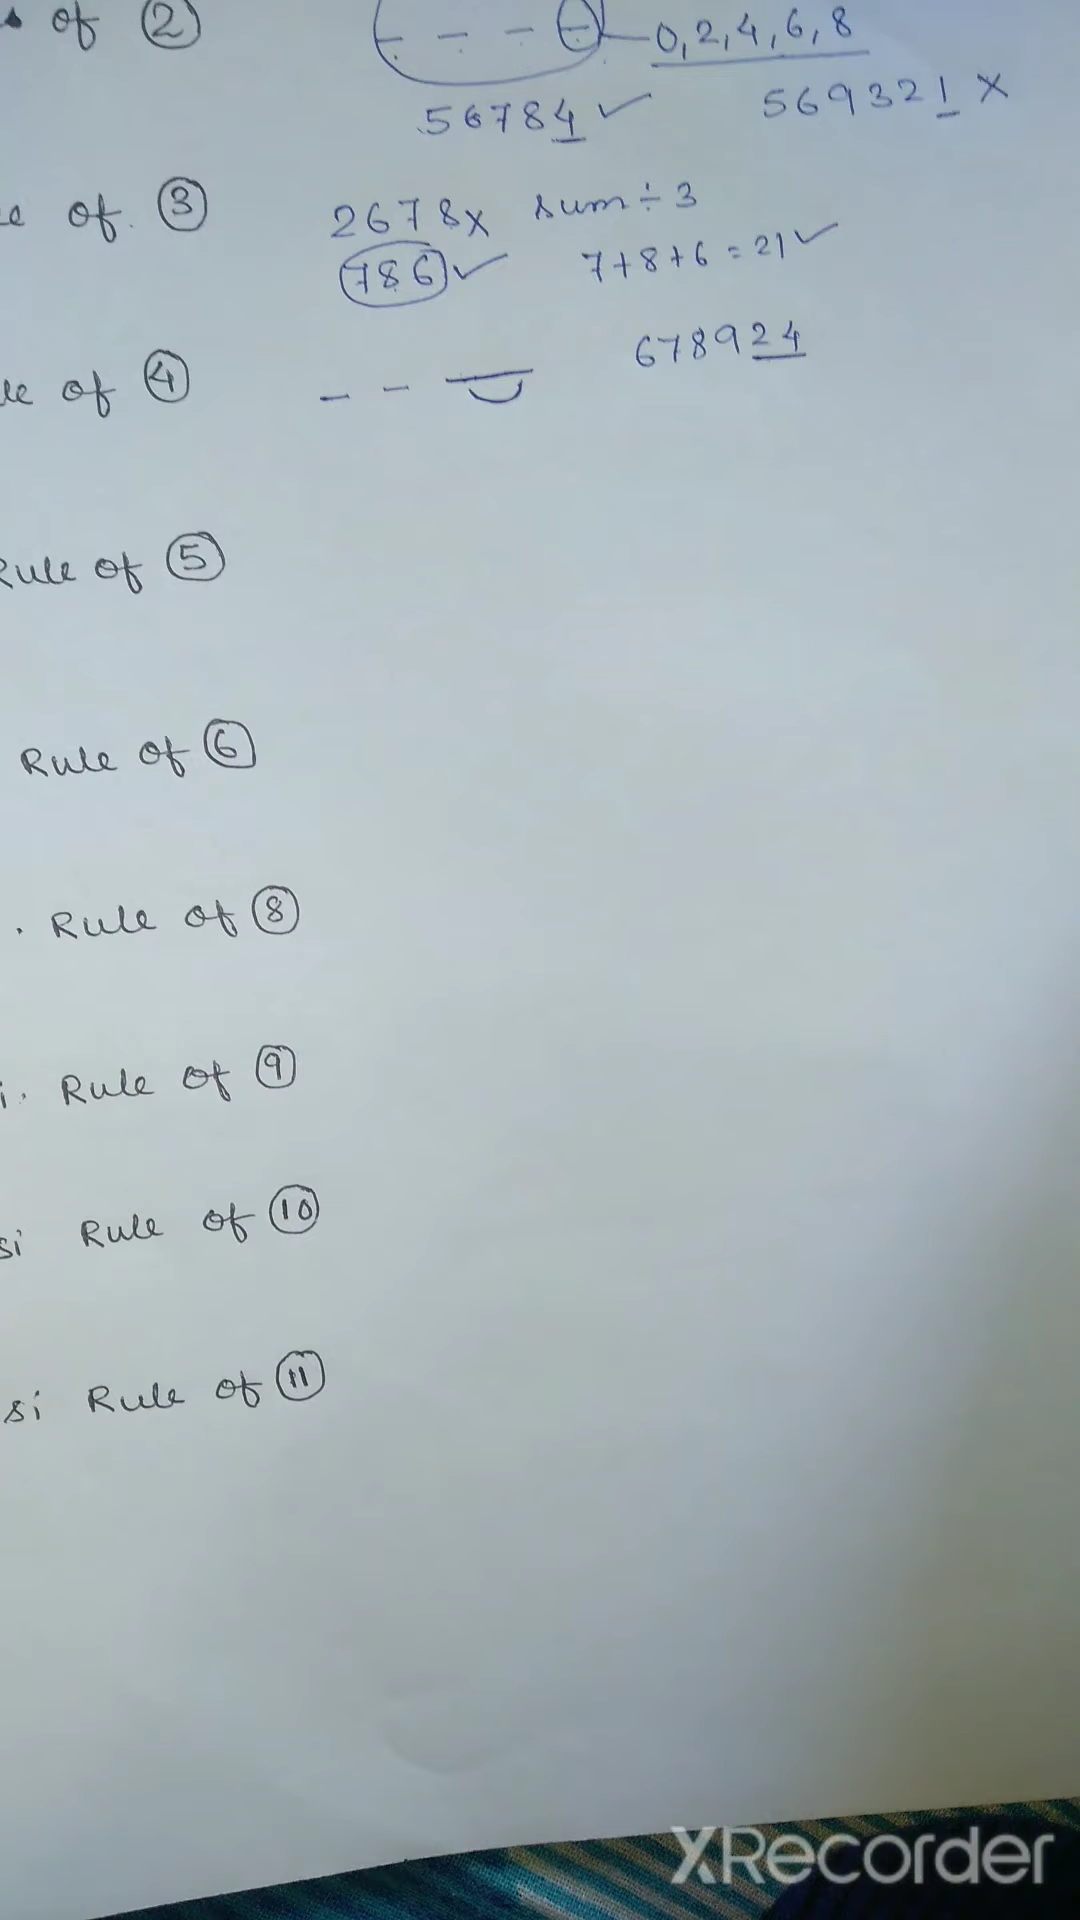 of 2 0,2,4,6,8
56784 ✓ 569321 ×
of. 3 2678× sum÷3
786 ✓ 7+8+6=21 ✓
678924
of 4 _ _ _
Rule of 5
Rule of 6
. Rule of 8
i. Rule of 9
si Rule of 10
si Rule of 11
XRecorder